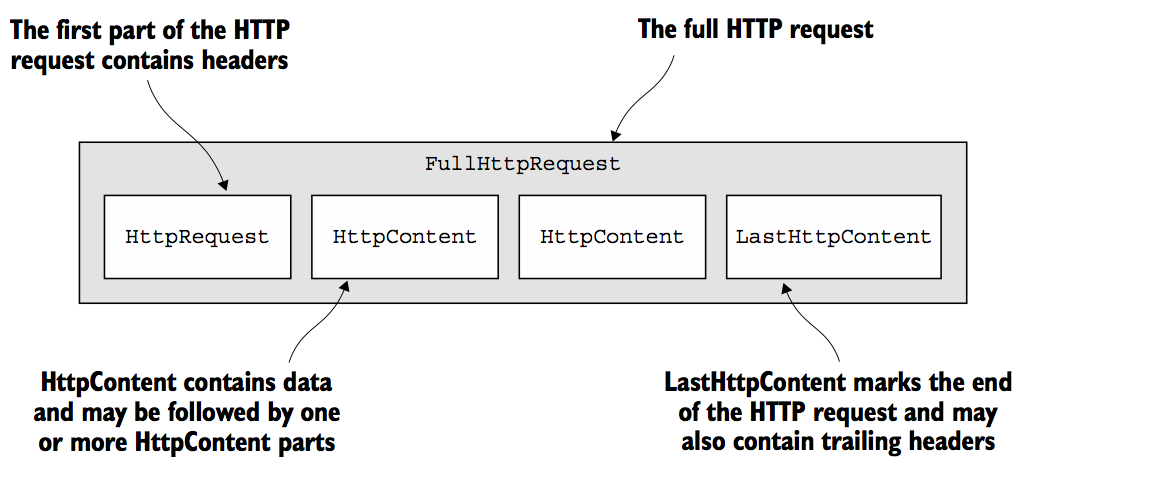 The first part of the HTTP
request contains headers
The full HTTP request
FullHttpRequest
HttpRequest
HttpContent
HttpContent
LastHttpContent
HttpContent contains data
and may be followed by one
or more HttpContent parts
LastHttpContent marks the end
of the HTTP request and may
also contain trailing headers